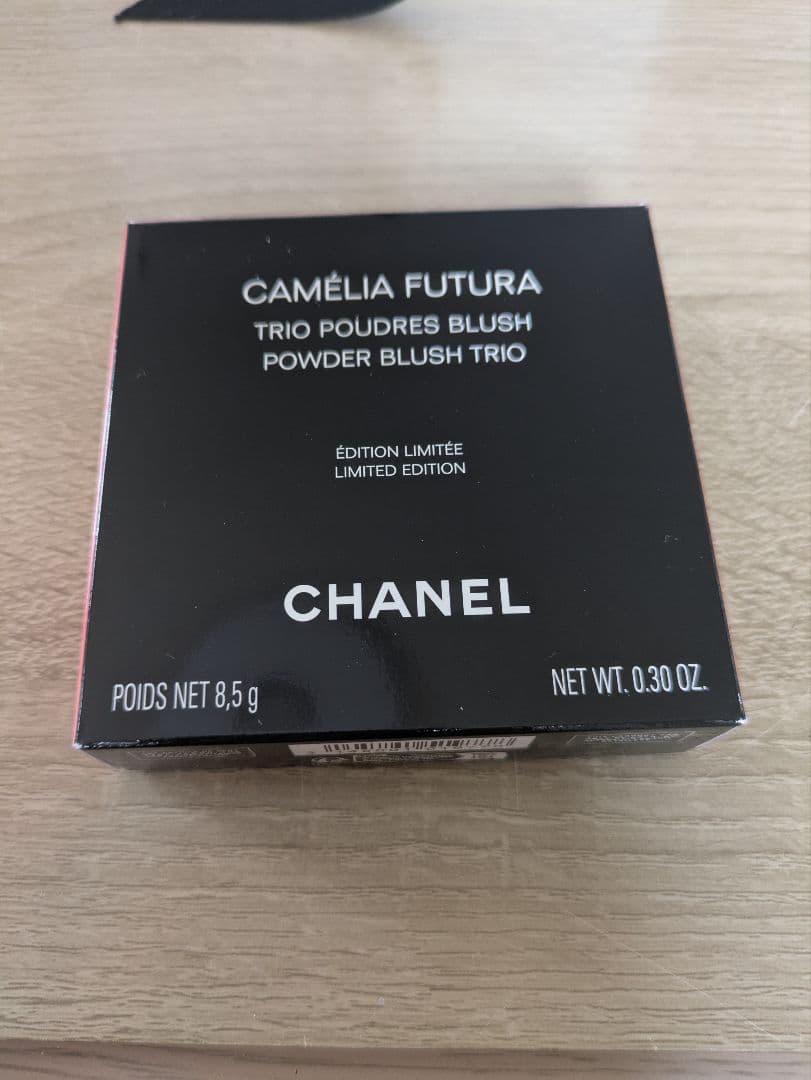 CAMÉLIA FUTURA
TRIO POUDRES BLUSH
POWDER BLUSH TRIO
ÉDITION LIMITÉE
LIMITED EDITION
CHANEL
POIDS NET 8,5 g
NET WT. 0.30 OZ.